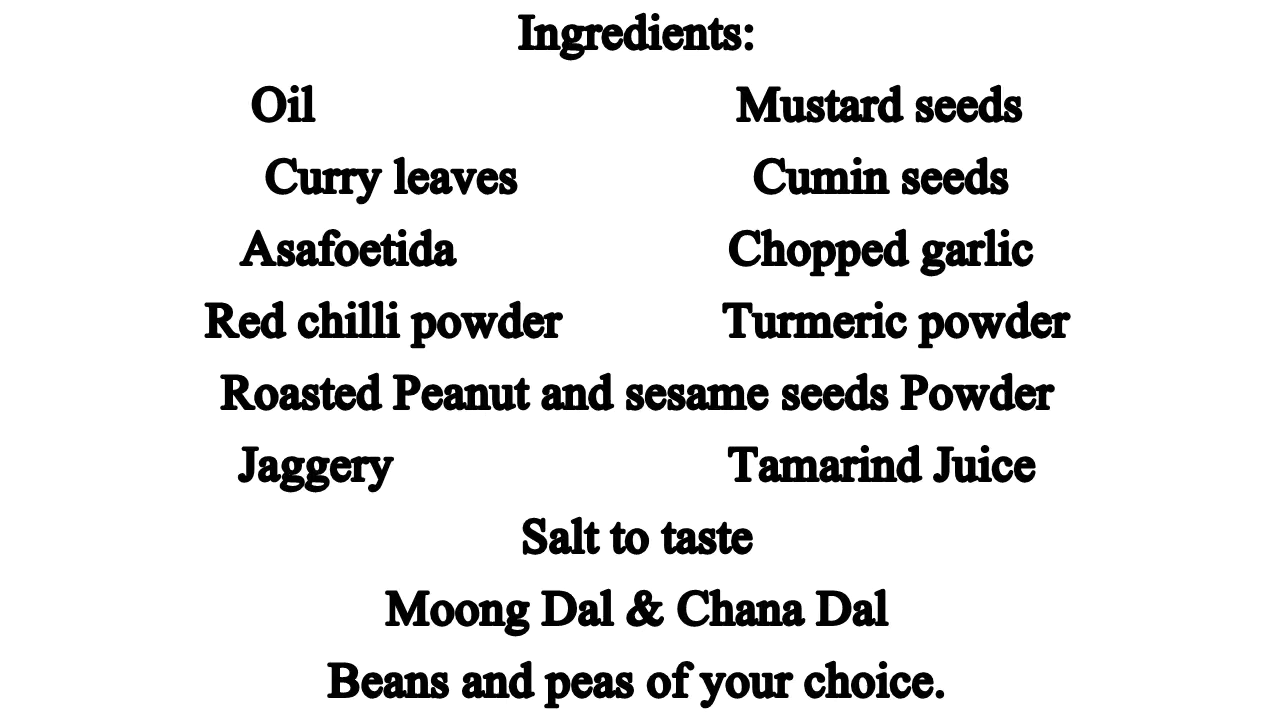 Ingredients:
Oil Mustard seeds
Curry leaves Cumin seeds
Asafoetida Chopped garlic
Red chilli powder Turmeric powder
Roasted Peanut and sesame seeds Powder
Jaggery Tamarind Juice
Salt to taste
Moong Dal & Chana Dal
Beans and peas of your choice.